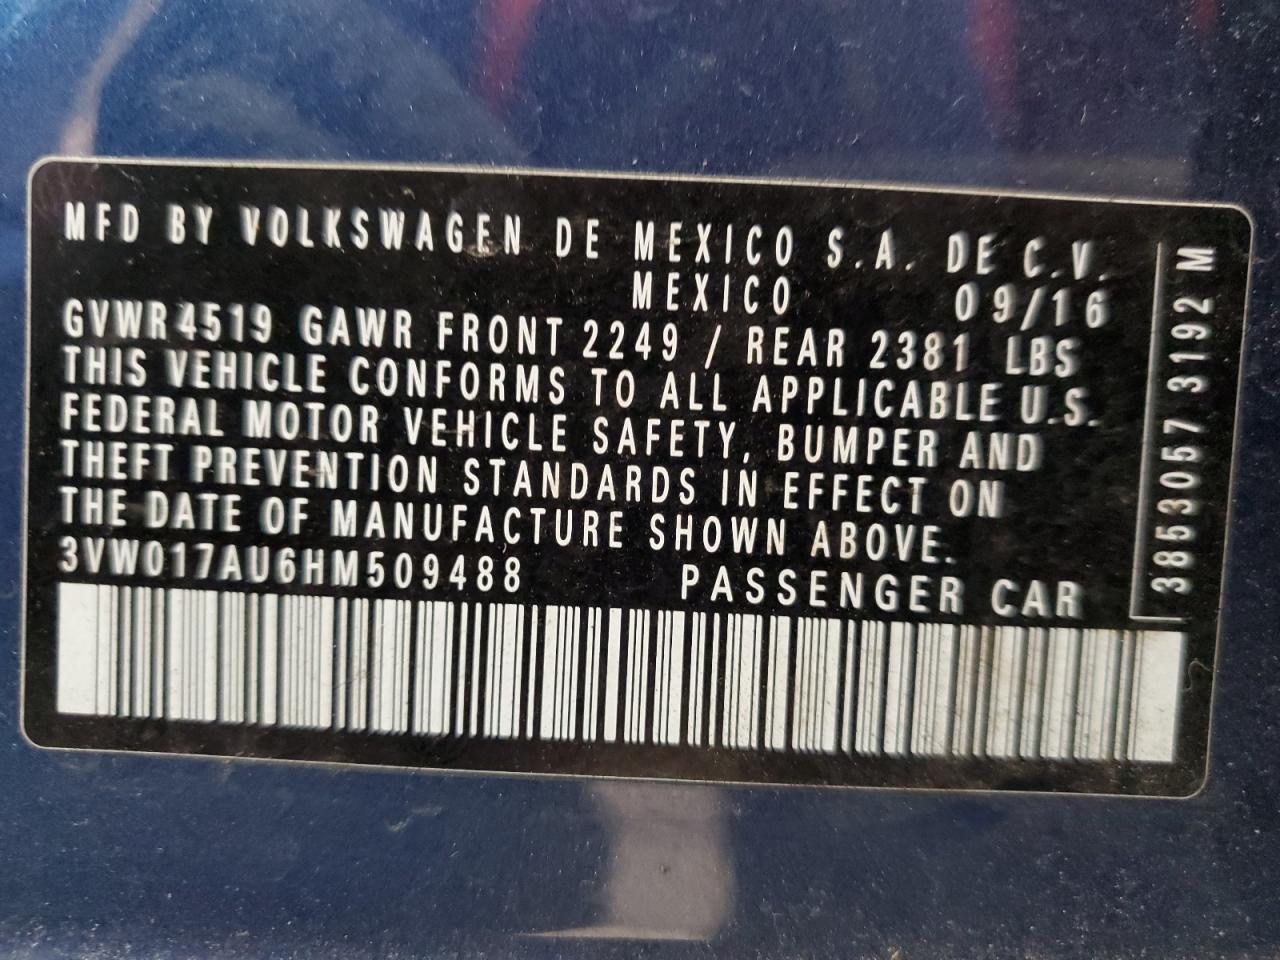 MFD BY VOLKSWAGEN DE MEXICO S.A. DE C.V.
MEXICO 09/16
GVWR 4519 GAWR FRONT 2249 / REAR 2381 LBS
THIS VEHICLE CONFORMS TO ALL APPLICABLE U.S.
FEDERAL MOTOR VEHICLE SAFETY, BUMPER AND
THEFT PREVENTION STANDARDS IN EFFECT ON
THE DATE OF MANUFACTURE SHOWN ABOVE.
3VW017AU6HM509488 PASSENGER CAR
3853057 3192 M